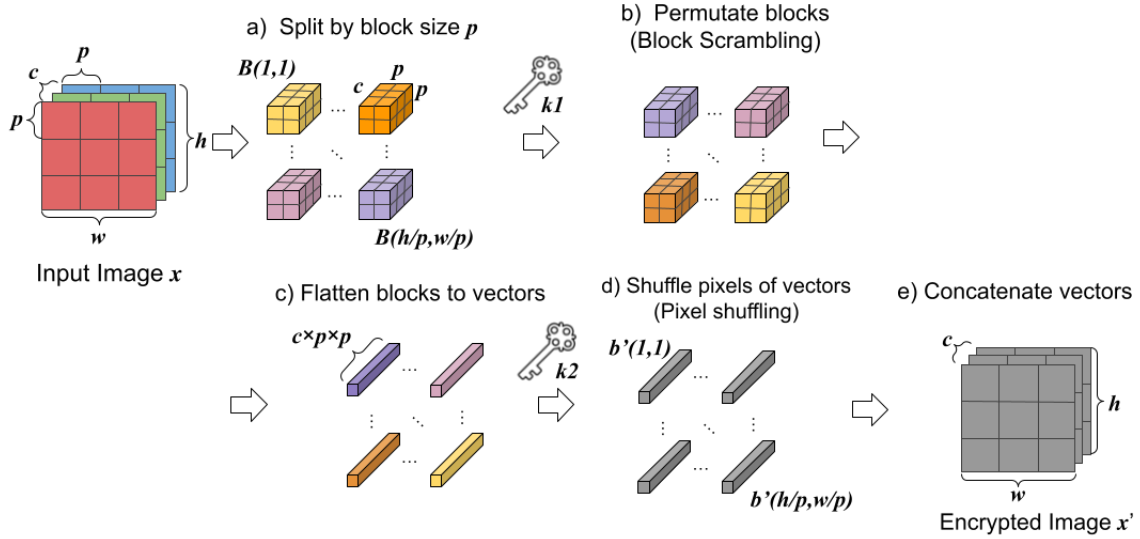 a) Split by block size p
b) Permutate blocks
(Block Scrambling)
p
c
p
h
w
Input Image x
B(1,1)
c
p
p
...
...
...
...
B(h/p,w/p)
k1
...
...
...
...
c) Flatten blocks to vectors
d) Shuffle pixels of vectors
(Pixel shuffling)
e) Concatenate vectors
c×p×p
...
...
...
...
k2
b'(1,1)
...
...
...
...
b'(h/p,w/p)
c
h
w
Encrypted Image x'